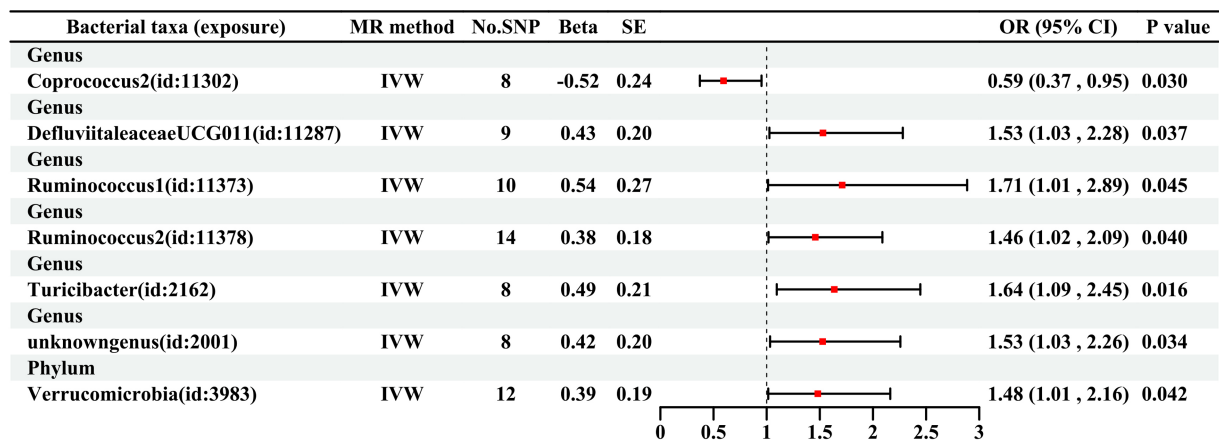 Bacterial taxa (exposure) MR method No.SNP Beta SE OR (95% CI) P value
Genus
Coprococcus2(id:11302) IVW 8 -0.52 0.24 0.59 (0.37 , 0.95) 0.030
Genus
DefluviitaleaceaeUCG011(id:11287) IVW 9 0.43 0.20 1.53 (1.03 , 2.28) 0.037
Genus
Ruminococcus1(id:11373) IVW 10 0.54 0.27 1.71 (1.01 , 2.89) 0.045
Genus
Ruminococcus2(id:11378) IVW 14 0.38 0.18 1.46 (1.02 , 2.09) 0.040
Genus
Turicibacter(id:2162) IVW 8 0.49 0.21 1.64 (1.09 , 2.45) 0.016
Genus
unknowngenus(id:2001) IVW 8 0.42 0.20 1.53 (1.03 , 2.26) 0.034
Phylum
Verrucomicrobia(id:3983) IVW 12 0.39 0.19 1.48 (1.01 , 2.16) 0.042
0 0.5 1 1.5 2 2.5 3